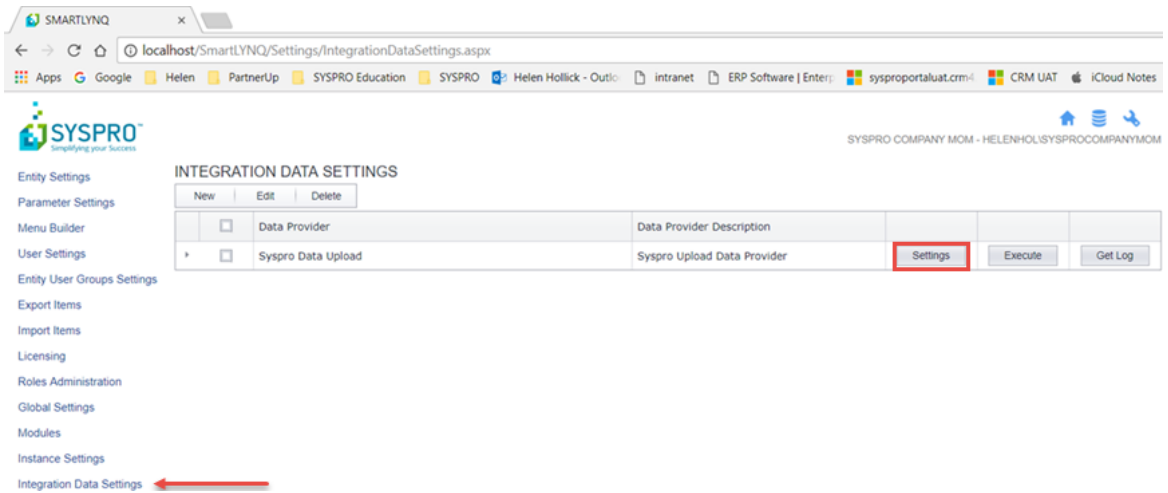 SMARTLYNQ
localhost/SmartLYNQ/Settings/IntegrationDataSettings.aspx
Apps Google Helen PartnerUp SYSPRO Education SYSPRO Helen Hollick - Outlo intranet ERP Software | Enter sysproportaluat.crm4 CRM UAT iCloud Notes
SYSPRO
Simplifying your Success
SYSPRO COMPANY MOM - HELENHOL\SYSPROCOMPANYMOM
Entity Settings
Parameter Settings
Menu Builder
User Settings
Entity User Groups Settings
Export Items
Import Items
Licensing
Roles Administration
Global Settings
Modules
Instance Settings
Integration Data Settings
INTEGRATION DATA SETTINGS
New Edit Delete
Data Provider Data Provider Description
Syspro Data Upload Syspro Upload Data Provider Settings Execute Get Log